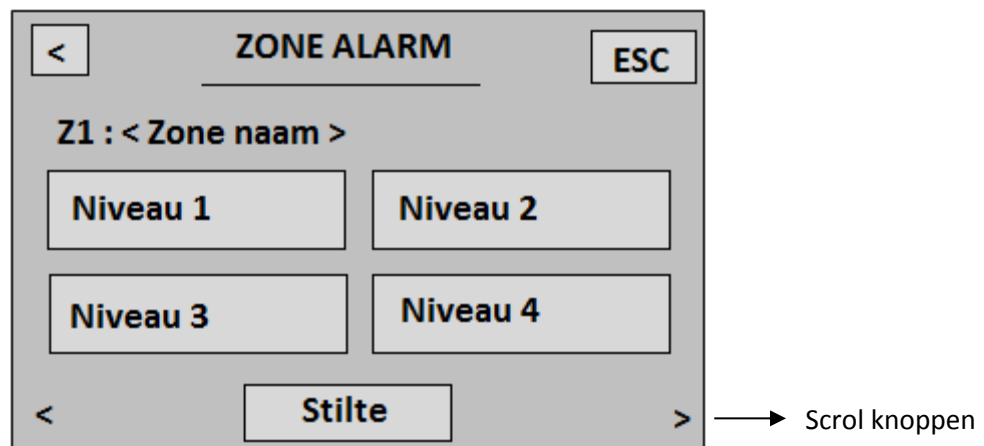 < ZONE ALARM ESC
Z1 : < Zone naam >
Niveau 1 Niveau 2
Niveau 3 Niveau 4
< Stilte > Scrol knoppen